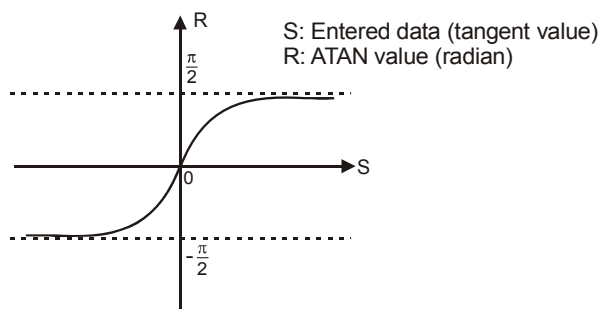 R
S: Entered data (tangent value)
R: ATAN value (radian)
π
2
S
0
-π
2